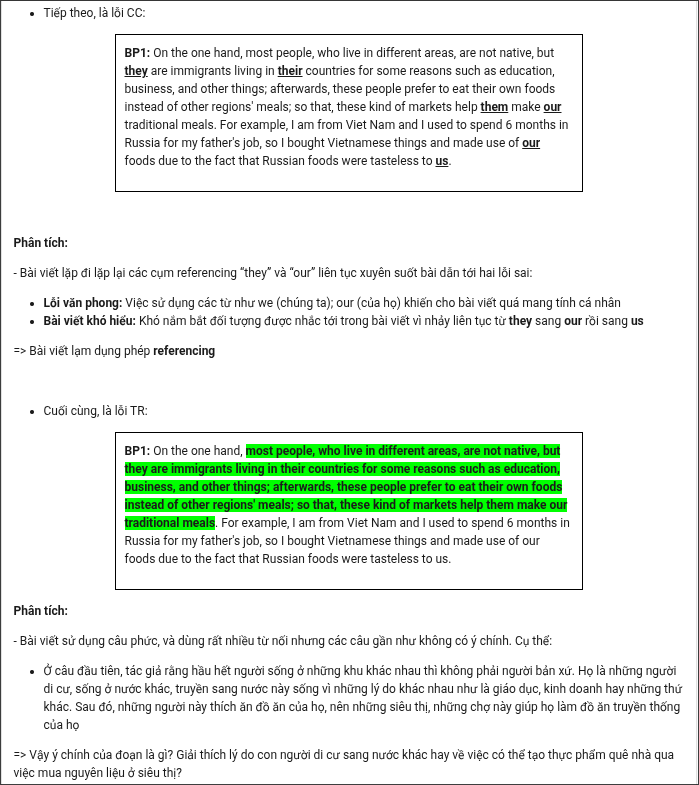 Tiếp theo, là lỗi CC:
BP1: On the one hand, most people, who live in different areas, are not native, but
they are immigrants living in their countries for some reasons such as education,
business, and other things; afterwards, these people prefer to eat their own foods
instead of other regions' meals; so that, these kind of markets help them make our
traditional meals. For example, I am from Viet Nam and I used to spend 6 months in
Russia for my father's job, so I bought Vietnamese things and made use of our
foods due to the fact that Russian foods were tasteless to us.
Phân tích:
- Bài viết lặp đi lặp lại các cụm referencing “they” và “our” liên tục xuyên suốt bài dẫn tới hai lỗi sai:
Lỗi văn phong: Việc sử dụng các từ như we (chúng ta); our (của họ) khiến cho bài viết quá mang tính cá nhân
Bài viết khó hiểu: Khó nắm bắt đối tượng được nhắc tới trong bài viết vì nhảy liên tục từ they sang our rồi sang us
=> Bài viết lạm dụng phép referencing
Cuối cùng, là lỗi TR:
BP1: On the one hand, most people, who live in different areas, are not native, but
they are immigrants living in their countries for some reasons such as education,
business, and other things; afterwards, these people prefer to eat their own foods
instead of other regions' meals; so that, these kind of markets help them make our
traditional meals. For example, I am from Viet Nam and I used to spend 6 months in
Russia for my father's job, so I bought Vietnamese things and made use of our
foods due to the fact that Russian foods were tasteless to us.
Phân tích:
- Bài viết sử dụng câu phức, và dùng rất nhiều từ nối nhưng các câu gần như không có ý chính. Cụ thể:
Ở câu đầu tiên, tác giả rằng hầu hết người sống ở những khu khác nhau thì không phải người bản xứ. Họ là những người
di cư, sống ở nước khác, truyền sang nước này sống vì những lý do khác nhau như là giáo dục, kinh doanh hay những thứ
khác. Sau đó, những người này thích ăn đồ ăn của họ, nên những siêu thị, những chợ này giúp họ làm đồ ăn truyền thống
của họ
=> Vậy ý chính của đoạn là gì? Giải thích lý do con người di cư sang nước khác hay về việc có thể tạo thực phẩm quê nhà qua
việc mua nguyên liệu ở siêu thị?